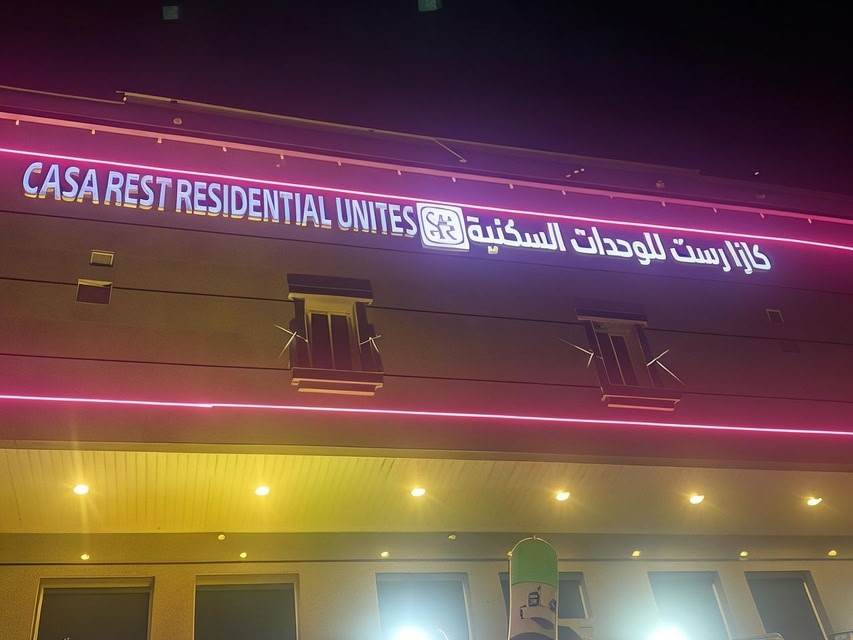 CASA REST RESIDENTIAL UNITES
كازا رست للوحدات السكنية